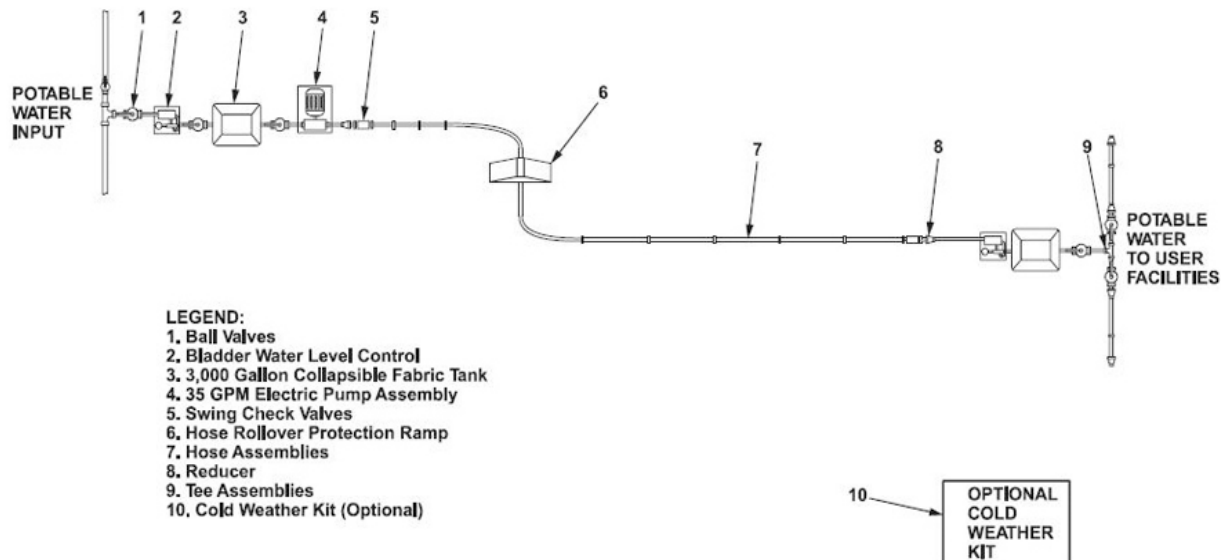 1
2
3
4
5
POTABLE
WATER
INPUT
6
7
8
9
POTABLE
WATER
TO USER
FACILITIES
LEGEND:
1. Ball Valves
2. Bladder Water Level Control
3. 3,000 Gallon Collapsible Fabric Tank
4. 35 GPM Electric Pump Assembly
5. Swing Check Valves
6. Hose Rollover Protection Ramp
7. Hose Assemblies
8. Reducer
9. Tee Assemblies
10. Cold Weather Kit (Optional)
10
OPTIONAL
COLD
WEATHER
KIT